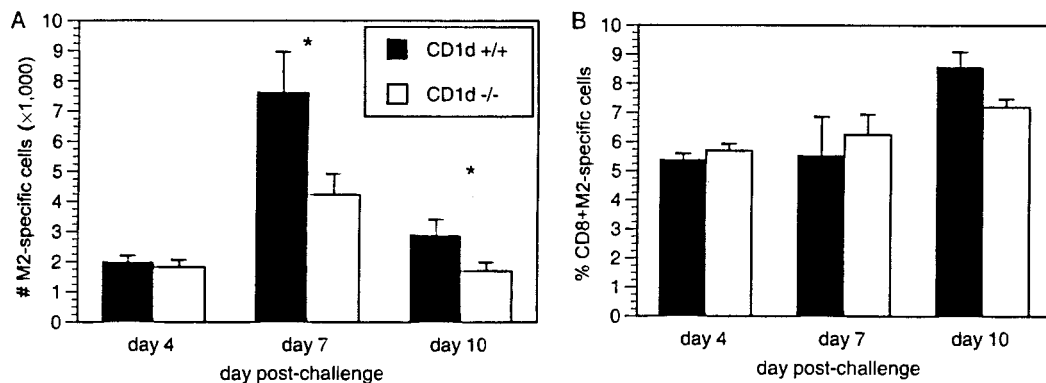 A
# M2-specific cells (×1,000)
10
9
8
7
6
5
4
3
2
1
0
*
*
CD1d +/+
CD1d -/-
day 4
day 7
day 10
day post-challenge
B
% CD8+M2-specific cells
10
9
8
7
6
5
4
3
2
1
0
day 4
day 7
day 10
day post-challenge